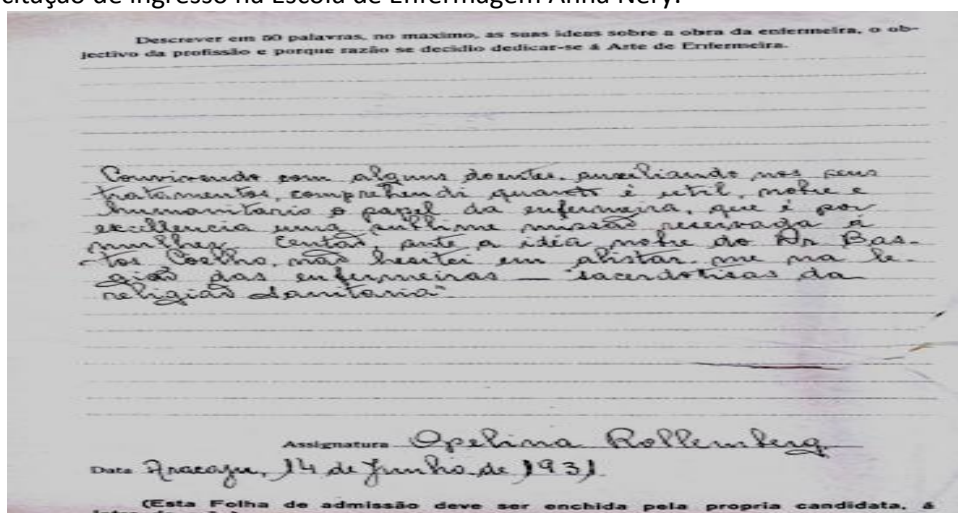 citação de ingresso na Escola de Enfermagem Anna Nery.
Descrever em 50 palavras, no maximo, as suas ideas sobre a obra da enfermeira, o ob-
jectivo da profissão e porque razão se decidio dedicar-se á Arte de Enfermeira.
Convivendo com alguns doentes, auxiliando nos seus
tratamentos, comprehendi quanto é util, nobre e
humanitario o papel da enfermeira, que é por
excellencia uma sublime missão reservada á
mulher. Então, ante a idéa nobre do Dr Bas-
tos Coelho, não hesitei em alistar-me na le-
gião das enfermeiras — "sacerdotisas da
religião sanitaria".
Assignatura Opelina Rollemberg
Data Aracaju, 14 de Junho de 1931
(Esta Folha de admissão deve ser enchida pela propria candidata, á